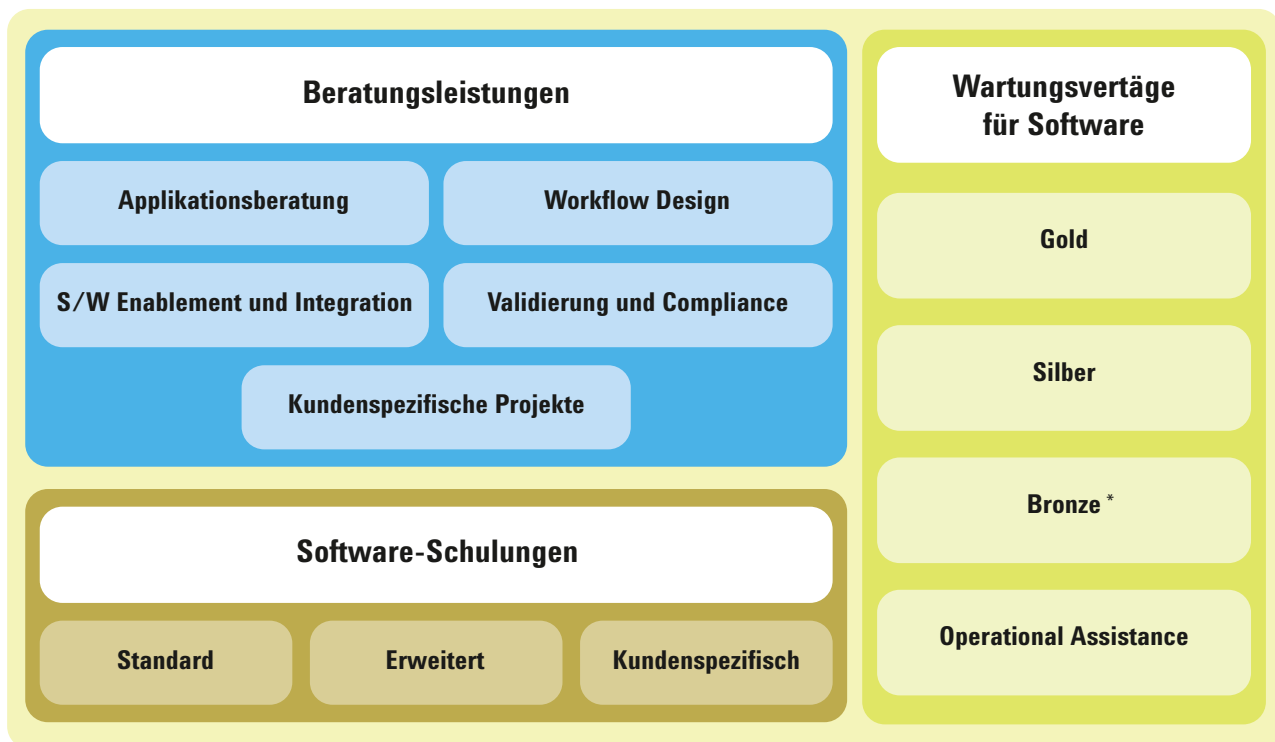 Beratungsleistungen
Applikationsberatung
Workflow Design
S/W Enablement und Integration
Validierung und Compliance
Kundenspezifische Projekte
Software-Schulungen
Standard
Erweitert
Kundenspezifisch
Wartungsvertäge
für Software
Gold
Silber
Bronze *
Operational Assistance